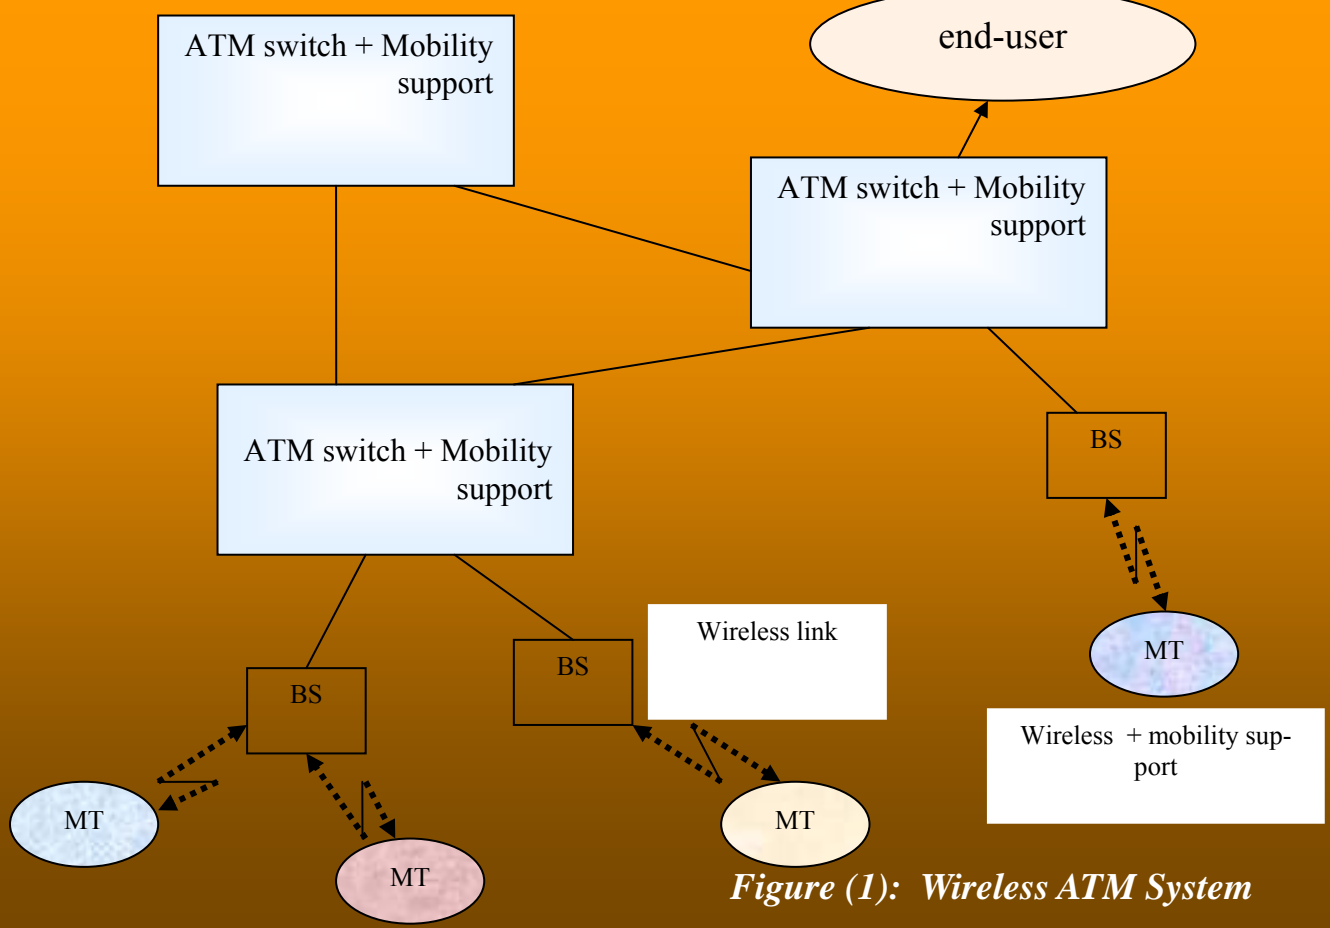 ATM switch + Mobility
support
end-user
ATM switch + Mobility
support
ATM switch + Mobility
support
BS
BS
BS
Wireless link
MT
Wireless + mobility sup-
port
MT
MT
MT
Figure (1): Wireless ATM System